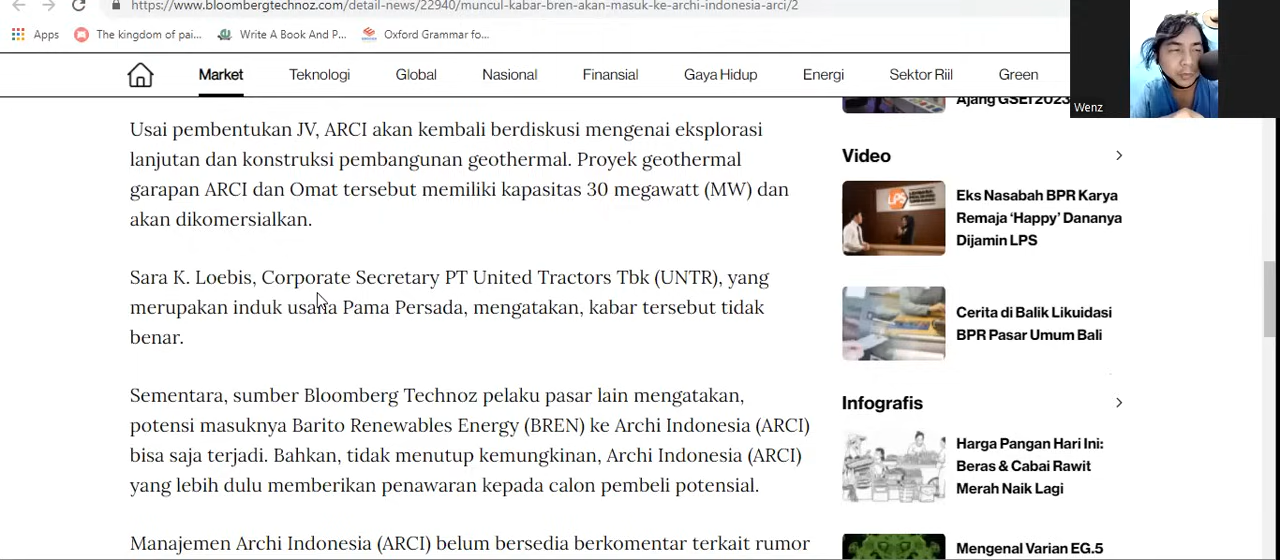 https://www.bloombergtechnoz.com/detail-news/22940/muncul-kabar-bren-akan-masuk-ke-archi-indonesia-arci/2
Apps
The kingdom of pai...
Write A Book And P...
Oxford Grammar fo...
Wenz
Market
Teknologi
Global
Nasional
Finansial
Gaya Hidup
Energi
Sektor Riil
Green
Usai pembentukan JV, ARCI akan kembali berdiskusi mengenai eksplorasi
lanjutan dan konstruksi pembangunan geothermal. Proyek geothermal
garapan ARCI dan Omat tersebut memiliki kapasitas 30 megawatt (MW) dan
akan dikomersialkan.
Sara K. Loebis, Corporate Secretary PT United Tractors Tbk (UNTR), yang
merupakan induk usaha Pama Persada, mengatakan, kabar tersebut tidak
benar.
Sementara, sumber Bloomberg Technoz pelaku pasar lain mengatakan,
potensi masuknya Barito Renewables Energy (BREN) ke Archi Indonesia (ARCI)
bisa saja terjadi. Bahkan, tidak menutup kemungkinan, Archi Indonesia (ARCI)
yang lebih dulu memberikan penawaran kepada calon pembeli potensial.
Manajemen Archi Indonesia (ARCI) belum bersedia berkomentar terkait rumor
Ajang GSEI 2023
Video
LPS
Eks Nasabah BPR Karya
Remaja ‘Happy’ Dananya
Dijamin LPS
Cerita di Balik Likuidasi
BPR Pasar Umum Bali
Infografis
Harga Pangan Hari Ini:
Beras & Cabai Rawit
Merah Naik Lagi
Mengenal Varian EG.5